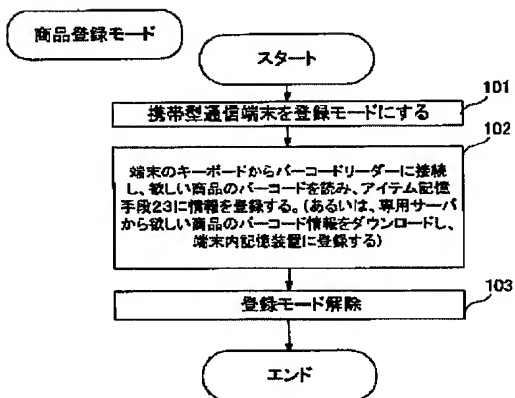 商品登録モード
スタート
101
携帯型通信端末を登録モードにする
102
端末のキーボードからバーコードリーダーに接続
し、欲しい商品のバーコードを読み、アイテム記憶
手段23に情報を登録する。(あるいは、専用サーバ
から欲しい商品のバーコード情報をダウンロードし、
端末内記憶装置に登録する)
103
登録モード解除
エンド